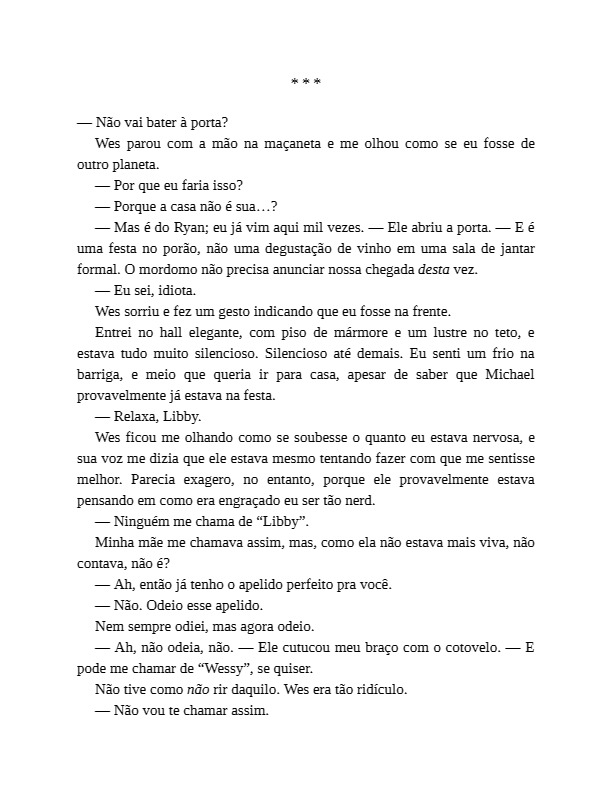 * * *
— Não vai bater à porta?
Wes parou com a mão na maçaneta e me olhou como se eu fosse de
outro planeta.
— Por que eu faria isso?
— Porque a casa não é sua…?
— Mas é do Ryan; eu já vim aqui mil vezes. — Ele abriu a porta. — E é
uma festa no porão, não uma degustação de vinho em uma sala de jantar
formal. O mordomo não precisa anunciar nossa chegada desta vez.
— Eu sei, idiota.
Wes sorriu e fez um gesto indicando que eu fosse na frente.
Entrei no hall elegante, com piso de mármore e um lustre no teto, e
estava tudo muito silencioso. Silencioso até demais. Eu senti um frio na
barriga, e meio que queria ir para casa, apesar de saber que Michael
provavelmente já estava na festa.
— Relaxa, Libby.
Wes ficou me olhando como se soubesse o quanto eu estava nervosa, e
sua voz me dizia que ele estava mesmo tentando fazer com que me sentisse
melhor. Parecia exagero, no entanto, porque ele provavelmente estava
pensando em como era engraçado eu ser tão nerd.
— Ninguém me chama de “Libby”.
Minha mãe me chamava assim, mas, como ela não estava mais viva, não
contava, não é?
— Ah, então já tenho o apelido perfeito pra você.
— Não. Odeio esse apelido.
Nem sempre odiei, mas agora odeio.
— Ah, não odeia, não. — Ele cutucou meu braço com o cotovelo. — E
pode me chamar de “Wessy”, se quiser.
Não tive como não rir daquilo. Wes era tão ridículo.
— Não vou te chamar assim.